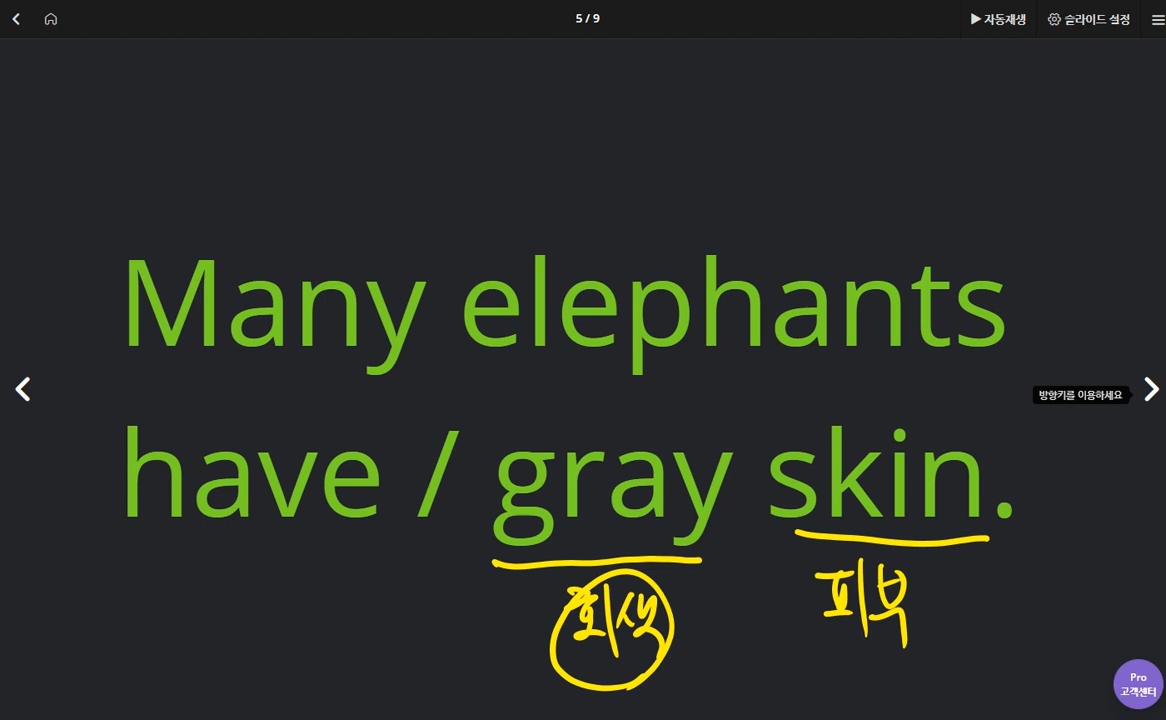 5 / 9
▶ 자동재생
슬라이드 설정
Many elephants
방향키를 이용하세요
have / gray skin.
회색
피부
Pro
고객센터